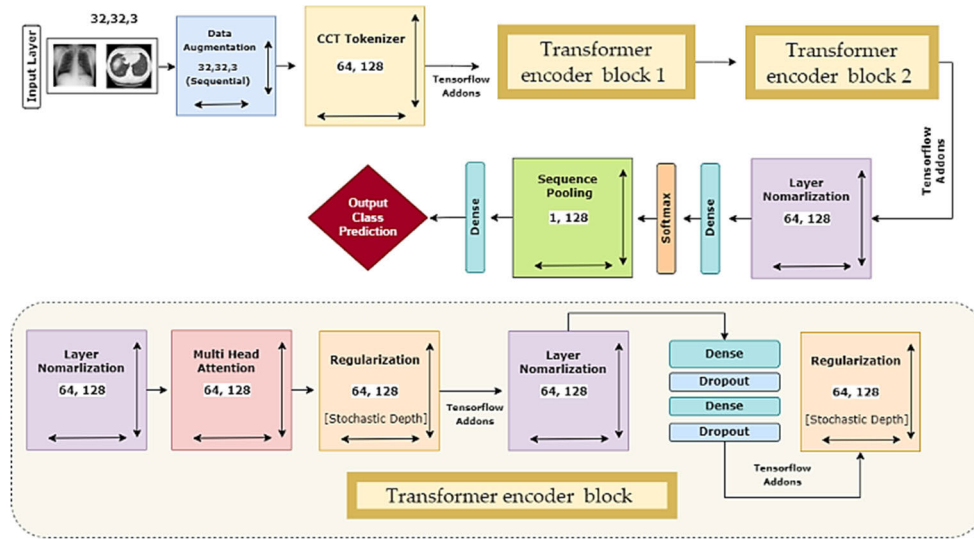 Input Layer
32,32,3
Data
Augmentation
32,32,3
(Sequential)
CCT Tokenizer
64, 128
Tensorflow
Addons
Transformer
encoder block 1
Transformer
encoder block 2
Tensorflow
Addons
Layer
Nomarlization
64, 128
Dense
Softmax
Sequence
Pooling
1, 128
Dense
Output
Class
Prediction
Layer
Nomarlization
64, 128
Multi Head
Attention
64, 128
Regularization
64, 128
[Stochastic Depth]
Tensorflow
Addons
Layer
Nomarlization
64, 128
Dense
Dropout
Dense
Dropout
Tensorflow
Addons
Regularization
64, 128
[Stochastic Depth]
Transformer encoder block